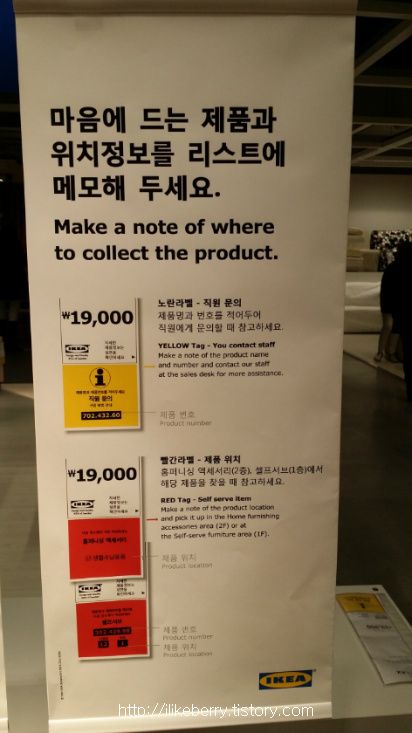 마음에 드는 제품과
위치정보를 리스트에
메모해 두세요.
Make a note of where
to collect the product.
₩19,000
노란라벨 - 직원 문의
제품명과 번호를 적어두어
직원에게 문의할 때 참고하세요.
YELLOW Tag - You contact staff
Make a note of the product name
and number and contact our staff
at the sales desk for more assistance.
IKEA
직원 문의
702.432.60
제품 번호
Product number
₩19,000
빨간라벨 - 제품 위치
홈퍼니싱 액세서리(2층), 셀프서브(1층)에서
해당 제품을 찾을 때 참고하세요.
RED Tag - Self serve item
Make a note of the product location
and pick it up in the Home furnishing
accessories area (2F) or at
the Self-serve furniture area (1F).
IKEA
홈퍼니싱 액세서리
제품 위치
Product location
IKEA
셀프서브
제품 번호
Product number
제품 위치
Product location
IKEA
http://ilikeberry.tistory.com